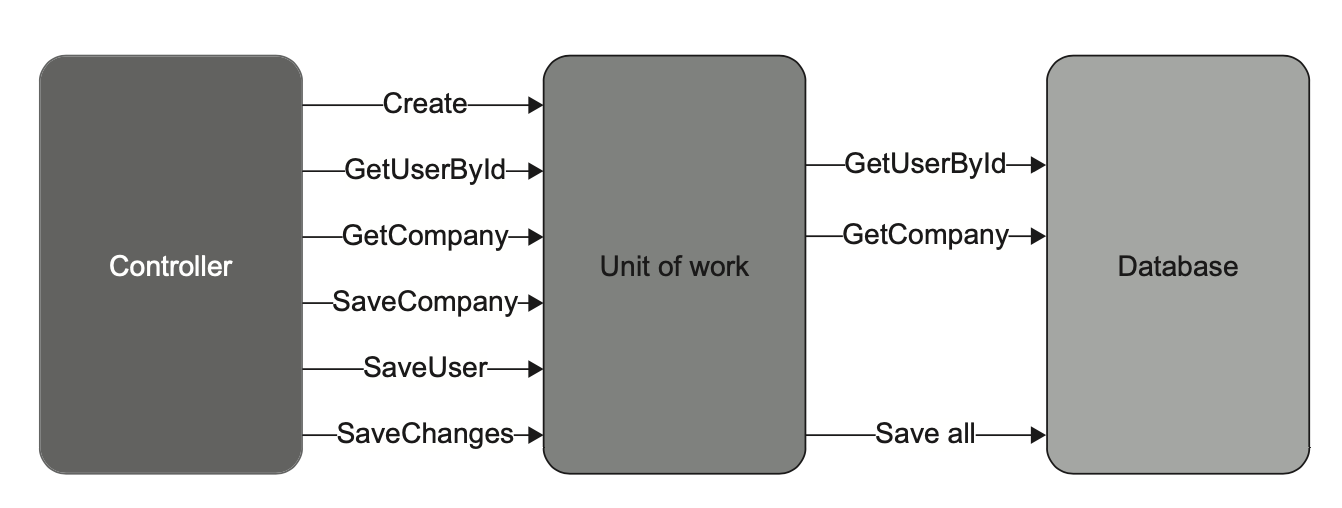 Controller
Create
GetUserById
GetCompany
SaveCompany
SaveUser
SaveChanges
Unit of work
GetUserById
GetCompany
Save all
Database